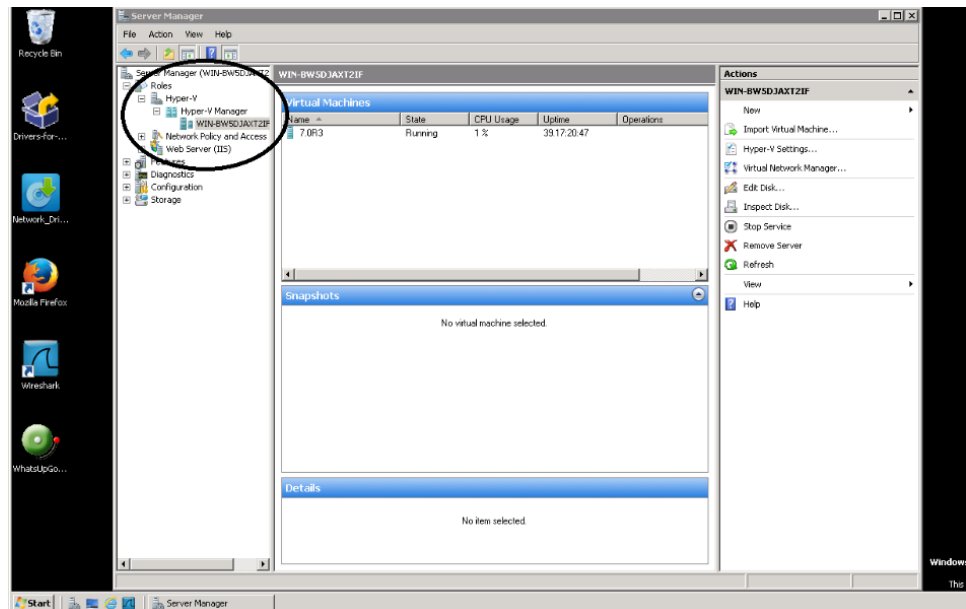 Recycle Bin
Drivers-for-...
Network_Dri...
Mozilla Firefox
Wireshark
WhatsUpGo...
Server Manager
File Action View Help
Server Manager (WIN-BW5DJAXT2
Roles
Hyper-V
Hyper-V Manager
WIN-BW5DJAXT2IF
Network Policy and Access
Web Server (IIS)
Features
Diagnostics
Configuration
Storage
WIN-BW5DJAXT2IF
Virtual Machines
Name State CPU Usage Uptime Operations
7.0R3 Running 1 % 39.17:20:47
Snapshots
No virtual machine selected.
Details
No item selected.
Actions
WIN-BW5DJAXT2IF
New
Import Virtual Machine...
Hyper-V Settings...
Virtual Network Manager...
Edit Disk...
Inspect Disk...
Stop Service
Remove Server
Refresh
View
Help
Windows
This
Start Server Manager